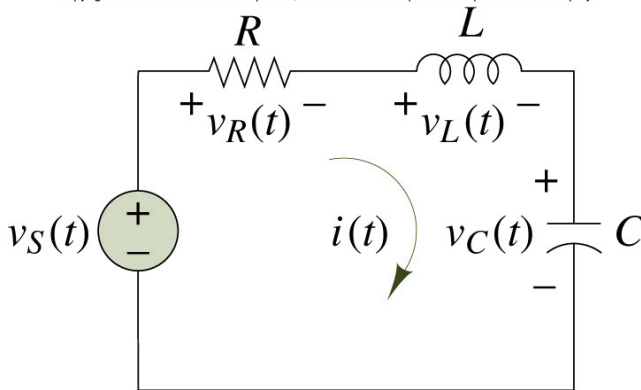 R
L
+ v_R(t) −
+ v_L(t) −
+
v_S(t)
+
−
i(t)
v_C(t)
C
−